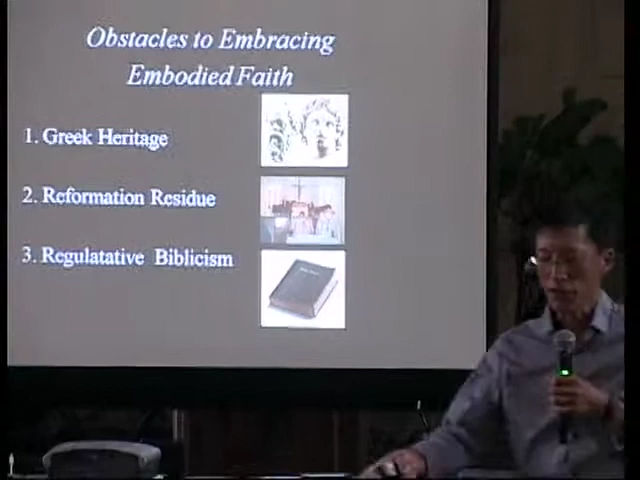 Obstacles to Embracing
Embodied Faith
1. Greek Heritage
2. Reformation Residue
3. Regulatative Biblicism